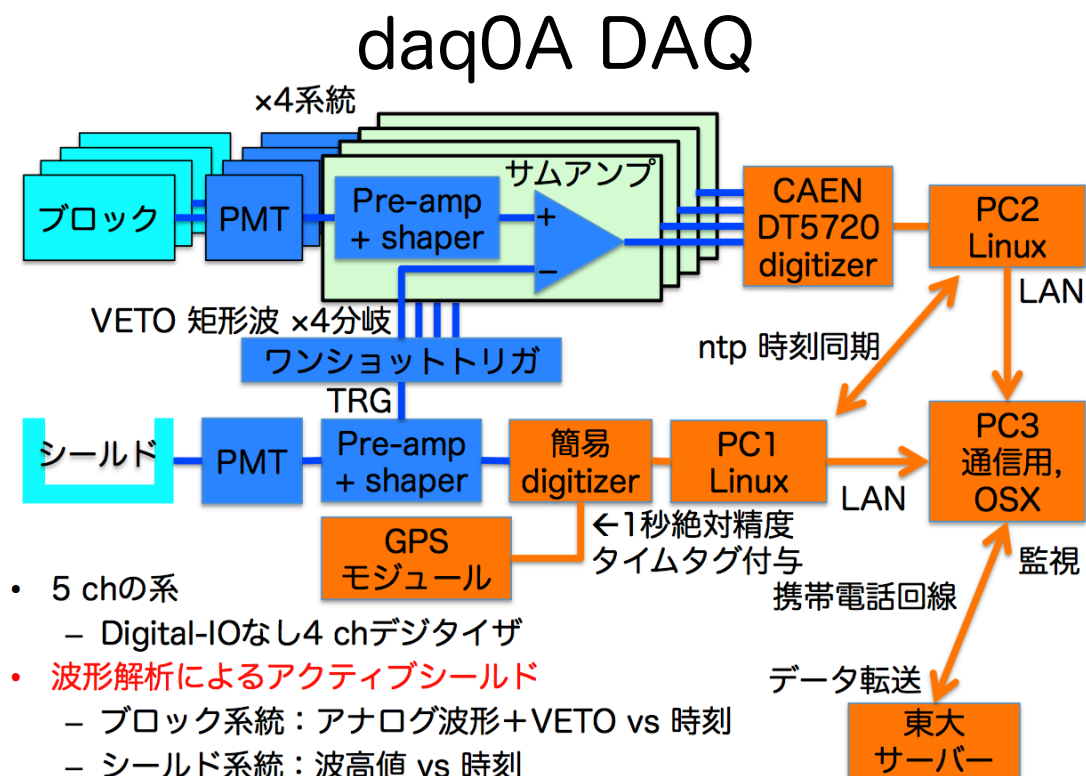 daq0A DAQ
×4系統
サムアンプ
ブロック
PMT
Pre-amp
+ shaper
+
−
CAEN
DT5720
digitizer
PC2
Linux
LAN
VETO 矩形波 ×4分岐
ntp 時刻同期
ワンショットトリガ
TRG
シールド
PMT
Pre-amp
+ shaper
簡易
digitizer
PC1
Linux
LAN
PC3
通信用,
OSX
GPS
モジュール
←1秒絶対精度
タイムタグ付与
監視
携帯電話回線
データ転送
東大
サーバー
• 5 chの系
– Digital-IOなし4 chデジタイザ
• 波形解析によるアクティブシールド
– ブロック系統：アナログ波形＋VETO vs 時刻
– シールド系統：波高値 vs 時刻